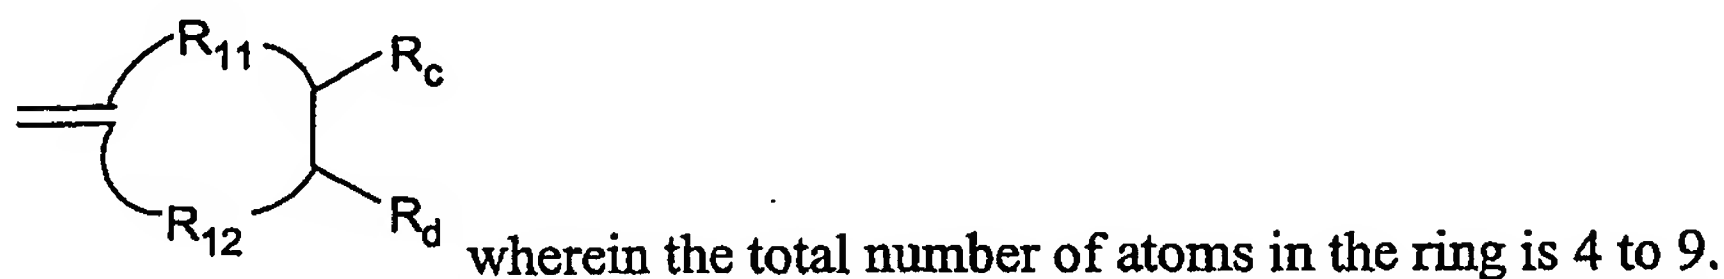 R11
Rc
R12
Rd
wherein the total number of atoms in the ring is 4 to 9.